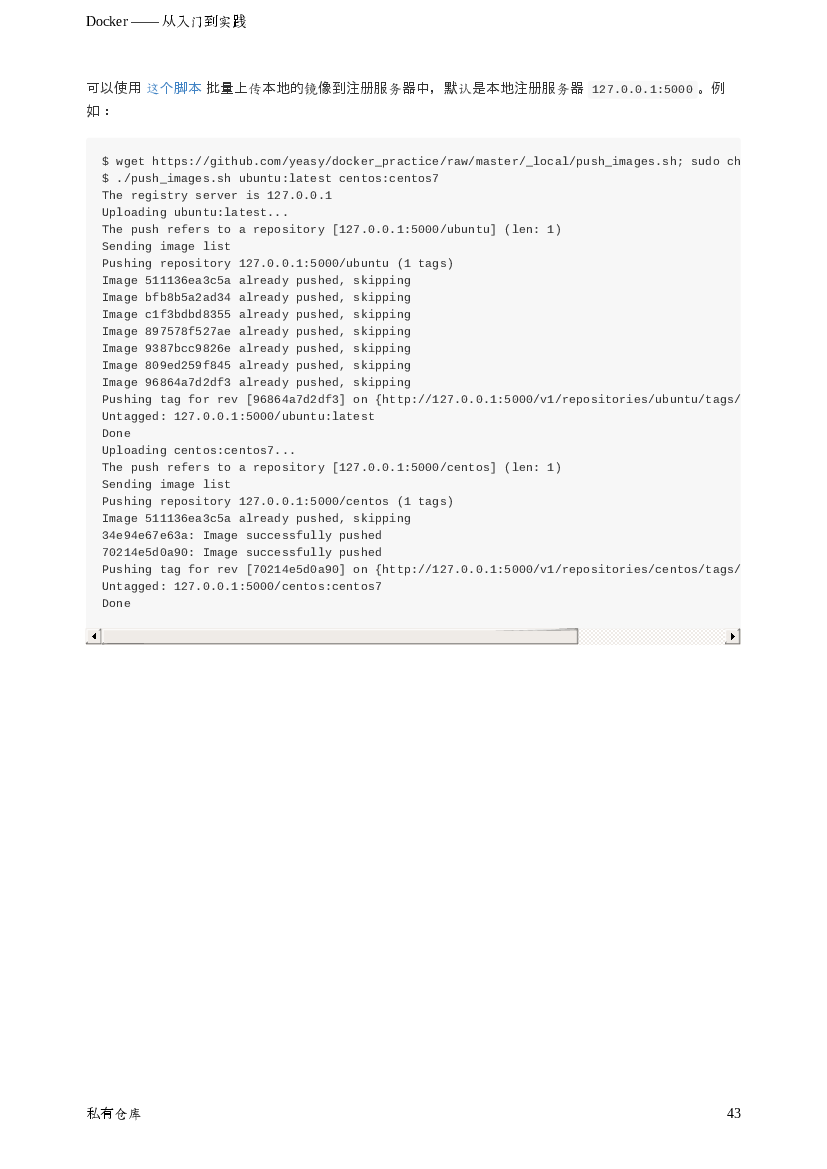 Docker —— 从入门到实践
可以使用 这个脚本 批量上传本地的镜像到注册服务器中，默认是本地注册服务器 127.0.0.1:5000 。例
如：
$ wget https://github.com/yeasy/docker_practice/raw/master/_local/push_images.sh; sudo ch
$ ./push_images.sh ubuntu:latest centos:centos7
The registry server is 127.0.0.1
Uploading ubuntu:latest...
The push refers to a repository [127.0.0.1:5000/ubuntu] (len: 1)
Sending image list
Pushing repository 127.0.0.1:5000/ubuntu (1 tags)
Image 511136ea3c5a already pushed, skipping
Image bfb8b5a2ad34 already pushed, skipping
Image c1f3bdbd8355 already pushed, skipping
Image 897578f527ae already pushed, skipping
Image 9387bcc9826e already pushed, skipping
Image 809ed259f845 already pushed, skipping
Image 96864a7d2df3 already pushed, skipping
Pushing tag for rev [96864a7d2df3] on {http://127.0.0.1:5000/v1/repositories/ubuntu/tags/
Untagged: 127.0.0.1:5000/ubuntu:latest
Done
Uploading centos:centos7...
The push refers to a repository [127.0.0.1:5000/centos] (len: 1)
Sending image list
Pushing repository 127.0.0.1:5000/centos (1 tags)
Image 511136ea3c5a already pushed, skipping
34e94e67e63a: Image successfully pushed
70214e5d0a90: Image successfully pushed
Pushing tag for rev [70214e5d0a90] on {http://127.0.0.1:5000/v1/repositories/centos/tags/
Untagged: 127.0.0.1:5000/centos:centos7
Done
私有仓库 43